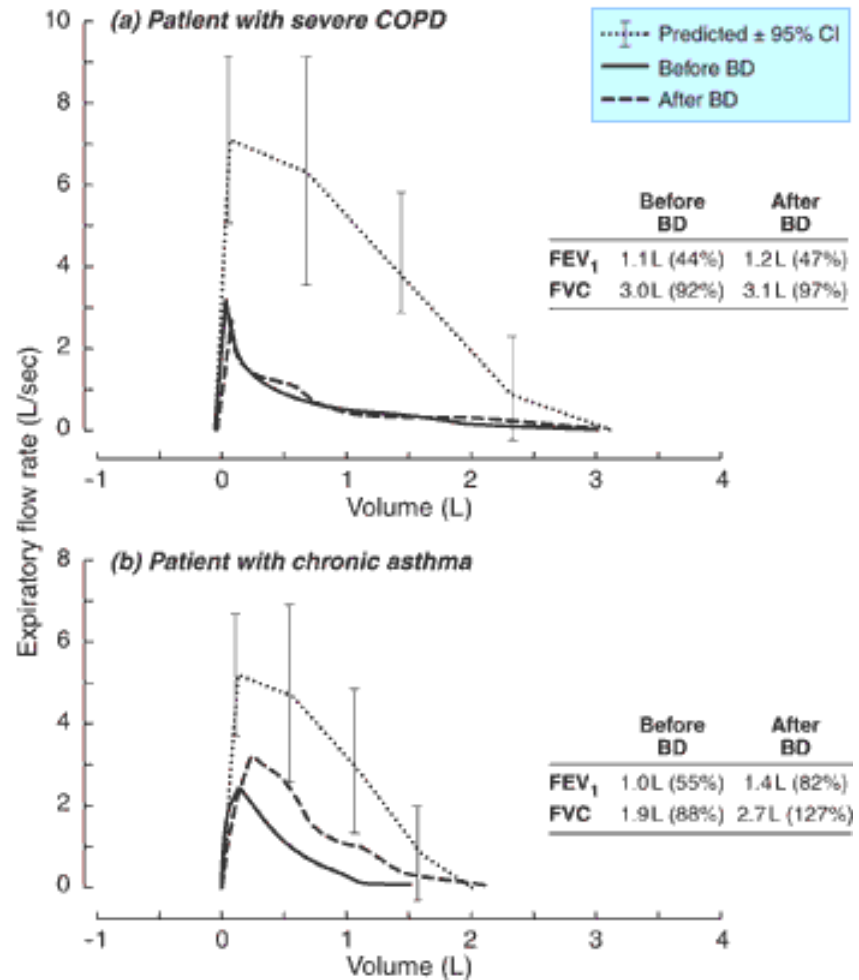 (a) Patient with severe COPD
Predicted ± 95% CI
Before BD
After BD
10
8
6
4
2
0
Before BD After BD
FEV1 1.1L (44%) 1.2L (47%)
FVC 3.0L (92%) 3.1L (97%)
-1 0 1 2 3 4
Volume (L)
Expiratory flow rate (L/sec)
(b) Patient with chronic asthma
8
6
4
2
0
Before BD After BD
FEV1 1.0L (55%) 1.4L (82%)
FVC 1.9L (88%) 2.7L (127%)
-1 0 1 2 3 4
Volume (L)